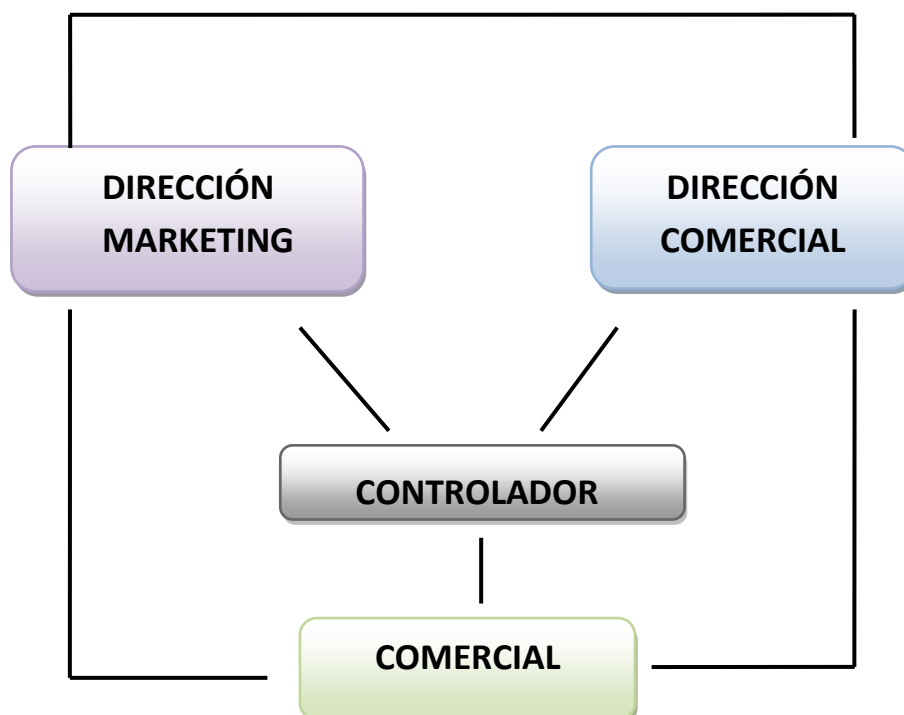 DIRECCIÓN
MARKETING
DIRECCIÓN
COMERCIAL
CONTROLADOR
COMERCIAL